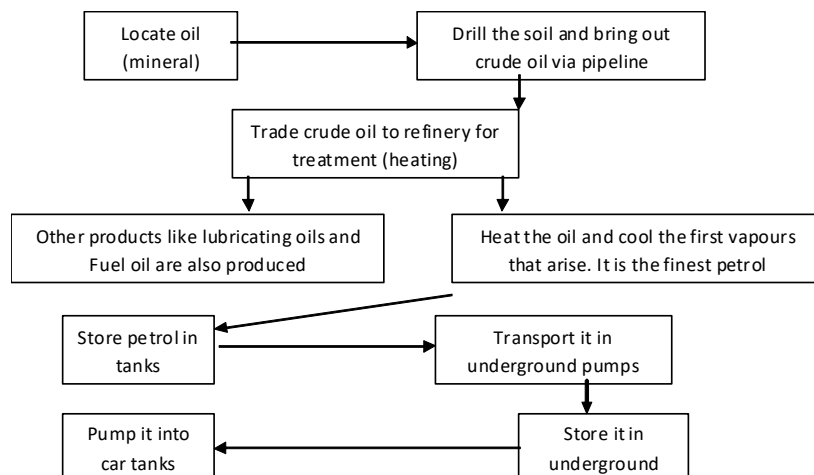 Locate oil
(mineral)
Drill the soil and bring out
crude oil via pipeline
Trade crude oil to refinery for
treatment (heating)
Other products like lubricating oils and
Fuel oil are also produced
Heat the oil and cool the first vapours
that arise. It is the finest petrol
Store petrol in
tanks
Transport it in
underground pumps
Pump it into
car tanks
Store it in
underground